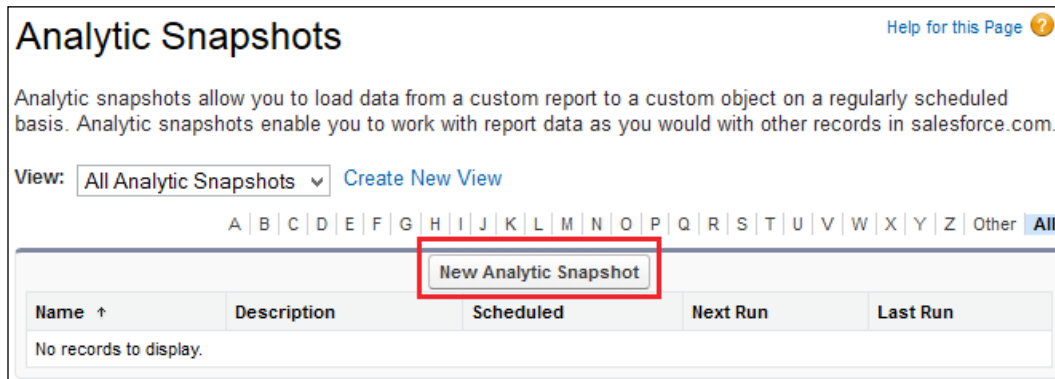 Analytic Snapshots
Help for this Page ?
Analytic snapshots allow you to load data from a custom report to a custom object on a regularly scheduled
basis. Analytic snapshots enable you to work with report data as you would with other records in salesforce.com.
View: All Analytic Snapshots Create New View
A | B | C | D | E | F | G | H | I | J | K | L | M | N | O | P | Q | R | S | T | U | V | W | X | Y | Z | Other | All
New Analytic Snapshot
Name ↑ Description Scheduled Next Run Last Run
No records to display.